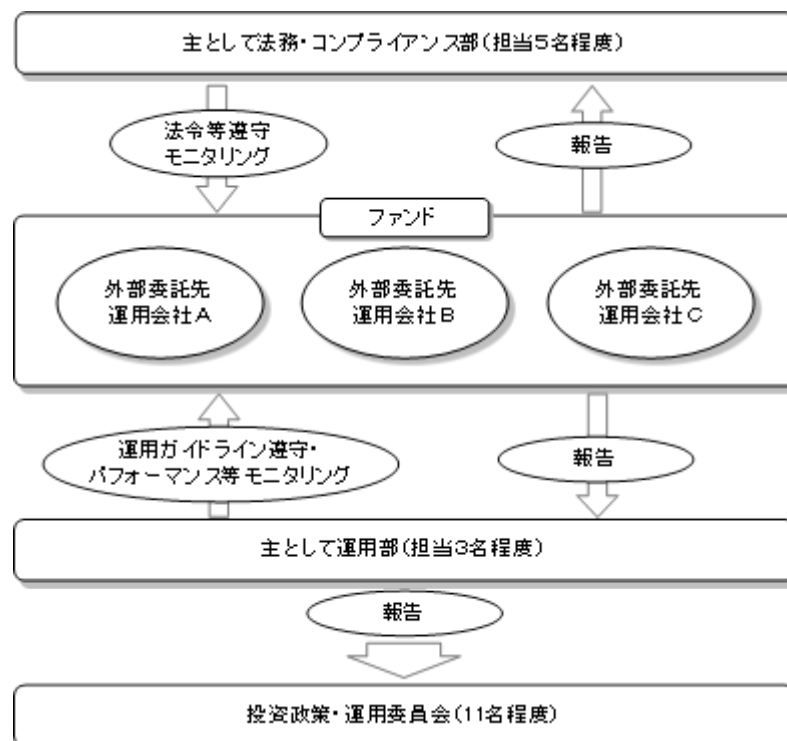 主として法務・コンプライアンス部(担当5名程度)
法令等遵守
モニタリング
報告
ファンド
外部委託先
運用会社A
外部委託先
運用会社B
外部委託先
運用会社C
運用ガイドライン遵守・
パフォーマンス等モニタリング
報告
主として運用部(担当3名程度)
報告
投資政策・運用委員会(11名程度)